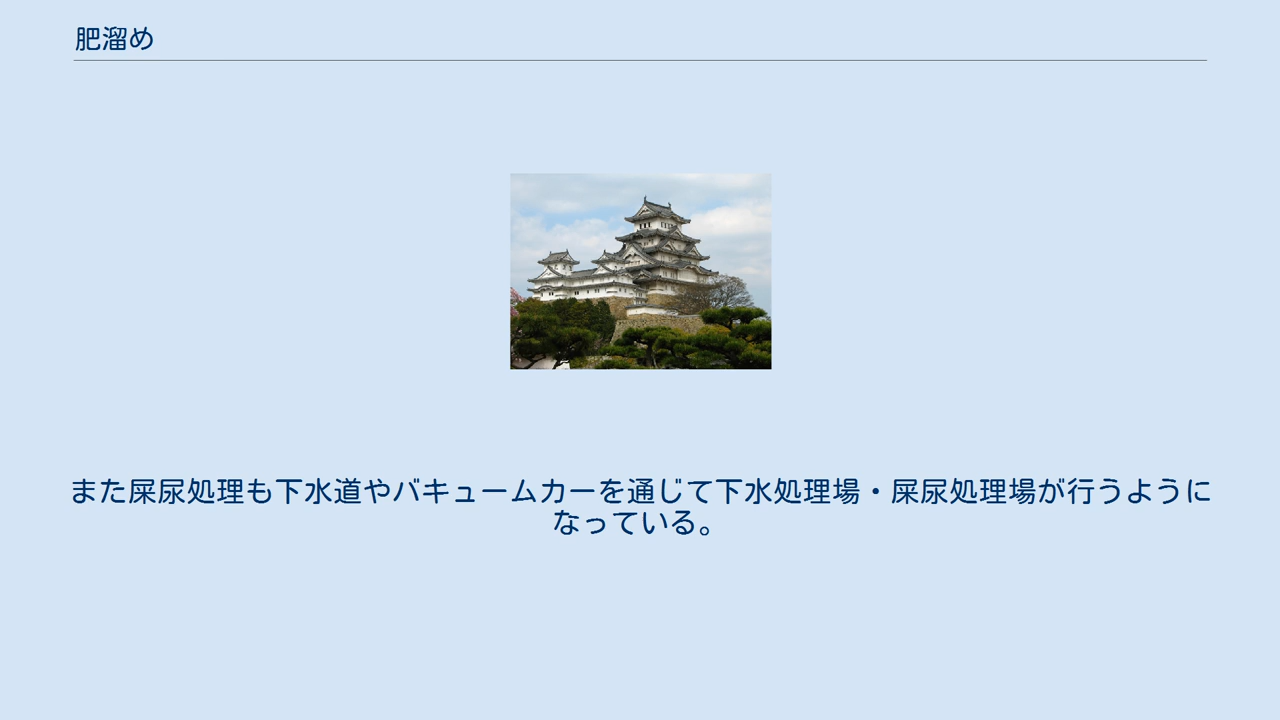 肥溜め
また屎尿処理も下水道やバキュームカーを通じて下水処理場・屎尿処理場が行うように
なっている。